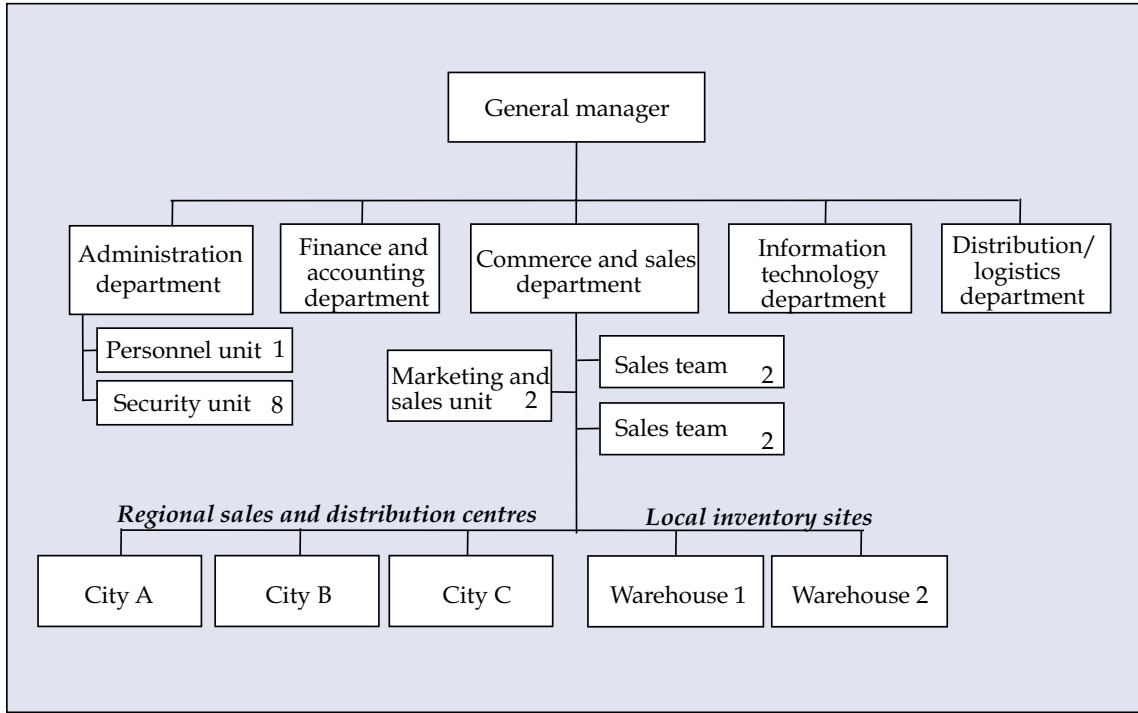 General manager
Administration
department
Finance and
accounting
department
Commerce and sales
department
Information
technology
department
Distribution/
logistics
department
Personnel unit 1
Security unit 8
Marketing and
sales unit 2
Sales team 2
Sales team 2
Regional sales and distribution centres
Local inventory sites
City A
City B
City C
Warehouse 1
Warehouse 2